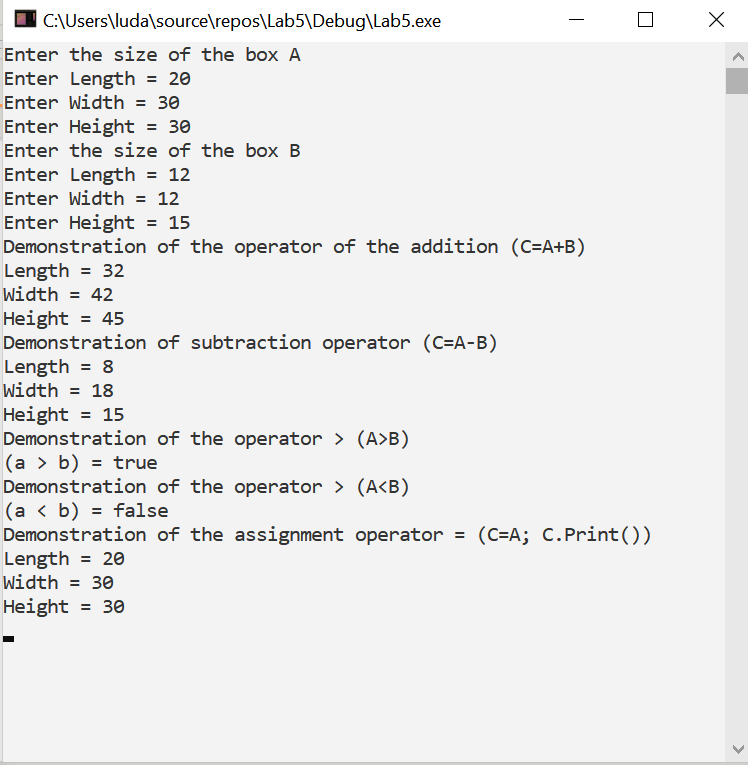 C:\Users\luda\source\repos\Lab5\Debug\Lab5.exe
Enter the size of the box A
Enter Length = 20
Enter Width = 30
Enter Height = 30
Enter the size of the box B
Enter Length = 12
Enter Width = 12
Enter Height = 15
Demonstration of the operator of the addition (C=A+B)
Length = 32
Width = 42
Height = 45
Demonstration of subtraction operator (C=A-B)
Length = 8
Width = 18
Height = 15
Demonstration of the operator > (A>B)
(a > b) = true
Demonstration of the operator > (A<B)
(a < b) = false
Demonstration of the assignment operator = (C=A; C.Print())
Length = 20
Width = 30
Height = 30